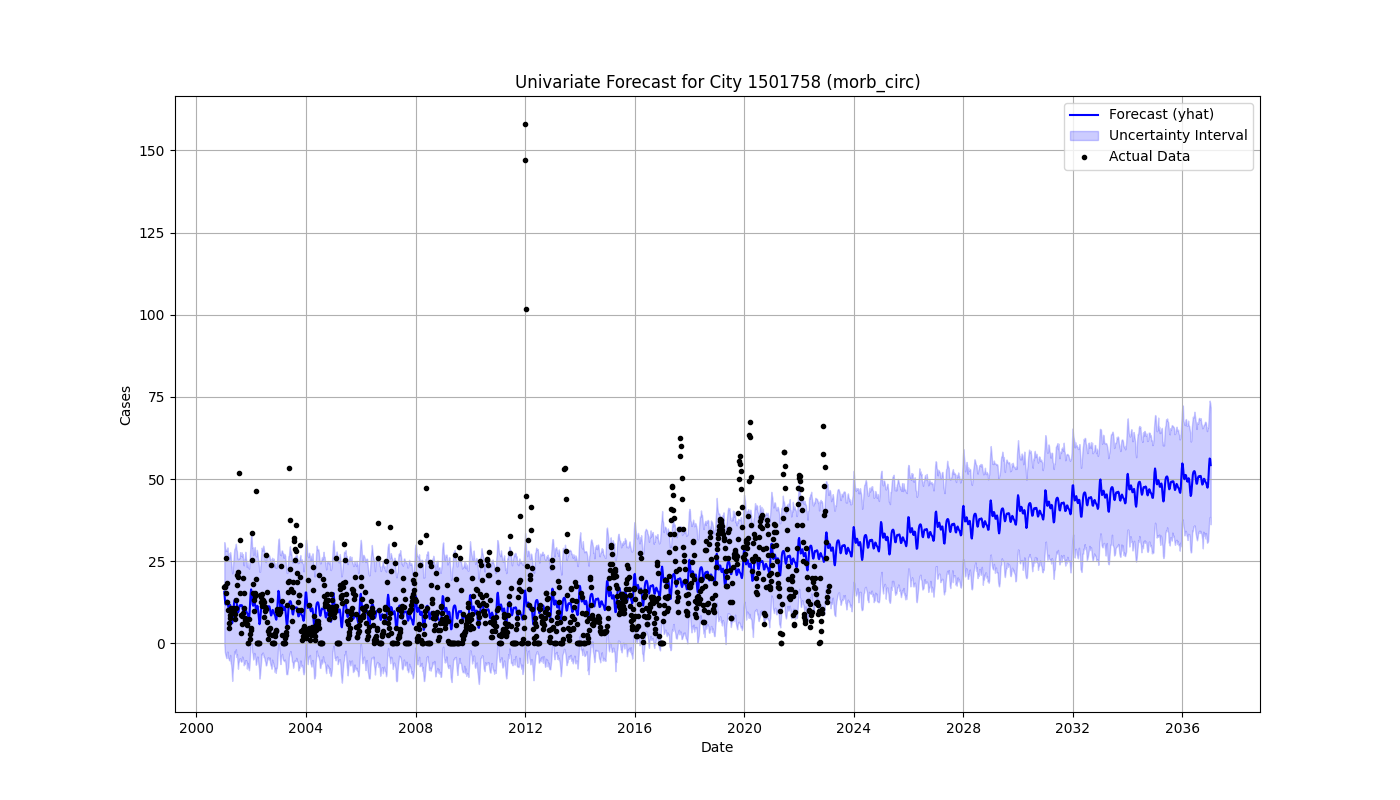 Univariate Forecast for City 1501758 (morb_circ)
Forecast (yhat)
Uncertainty Interval
Actual Data
150
125
100
75
50
25
0
Cases
2000 2004 2008 2012 2016 2020 2024 2028 2032 2036
Date